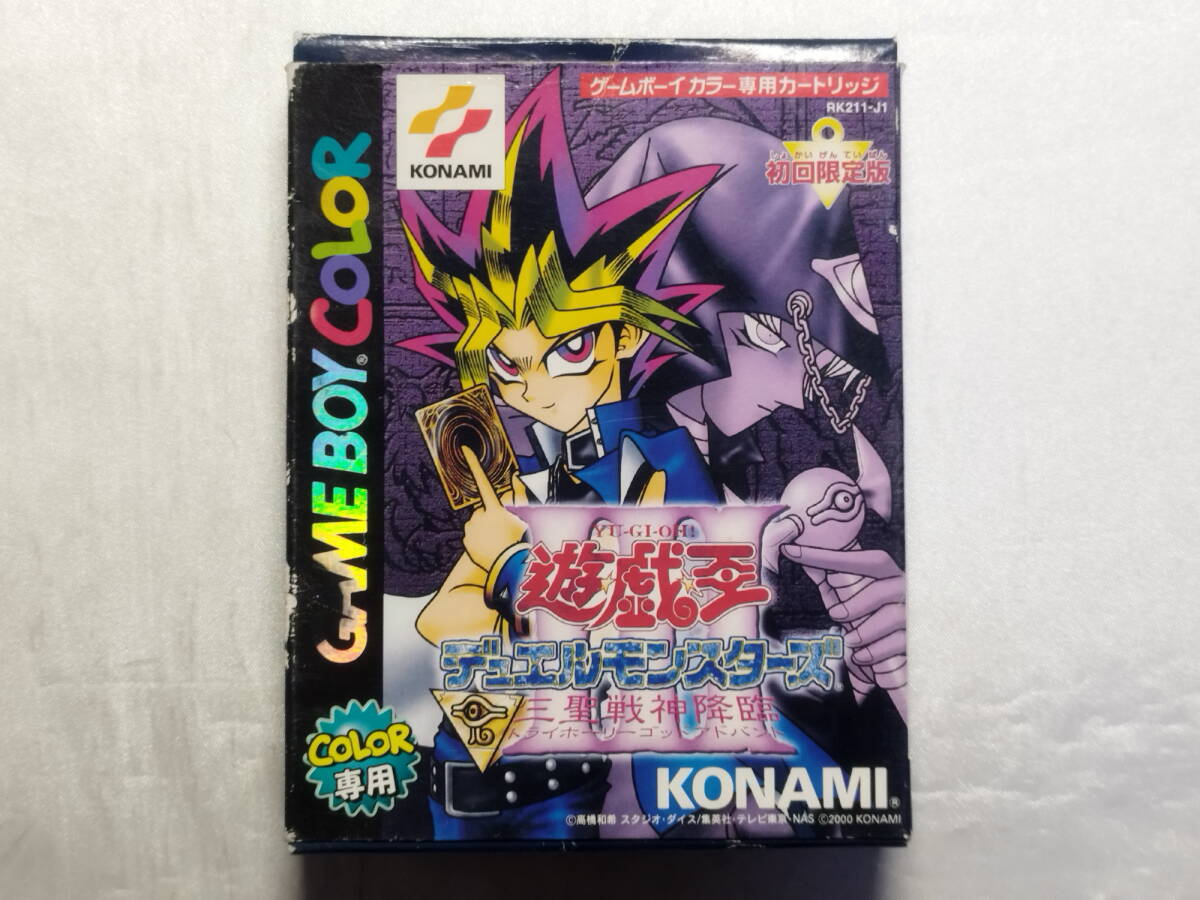 GAME BOY COLOR
KONAMI
ゲームボーイカラー専用カートリッジ
RK211-J1
しょかいげんていばん
初回限定版
YU-GI-OH!
遊戯王
デュエルモンスターズ
III
三聖戦神降臨
トライホーリーゴッドアドバント
COLOR
専用
KONAMI®
©高橋和希 スタジオ・ダイス/集英社・テレビ東京・NAS ©2000 KONAMI